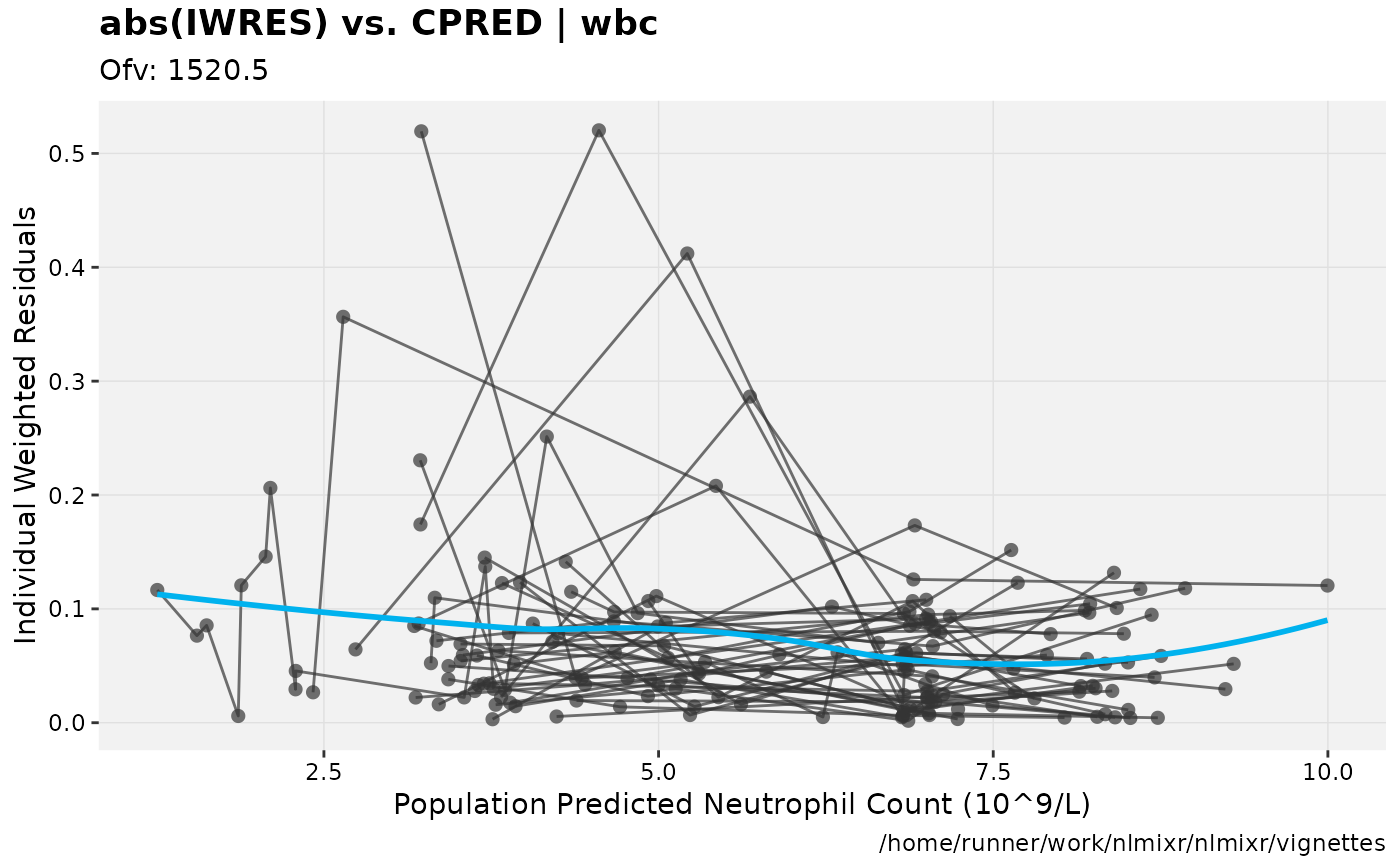 abs(IWRES) vs. CPRED | wbc
Ofv: 1520.5
Individual Weighted Residuals
0.5
0.4
0.3
0.2
0.1
0.0
2.5
5.0
7.5
10.0
Population Predicted Neutrophil Count (10^9/L)
/home/runner/work/nlmixr/nlmixr/vignettes